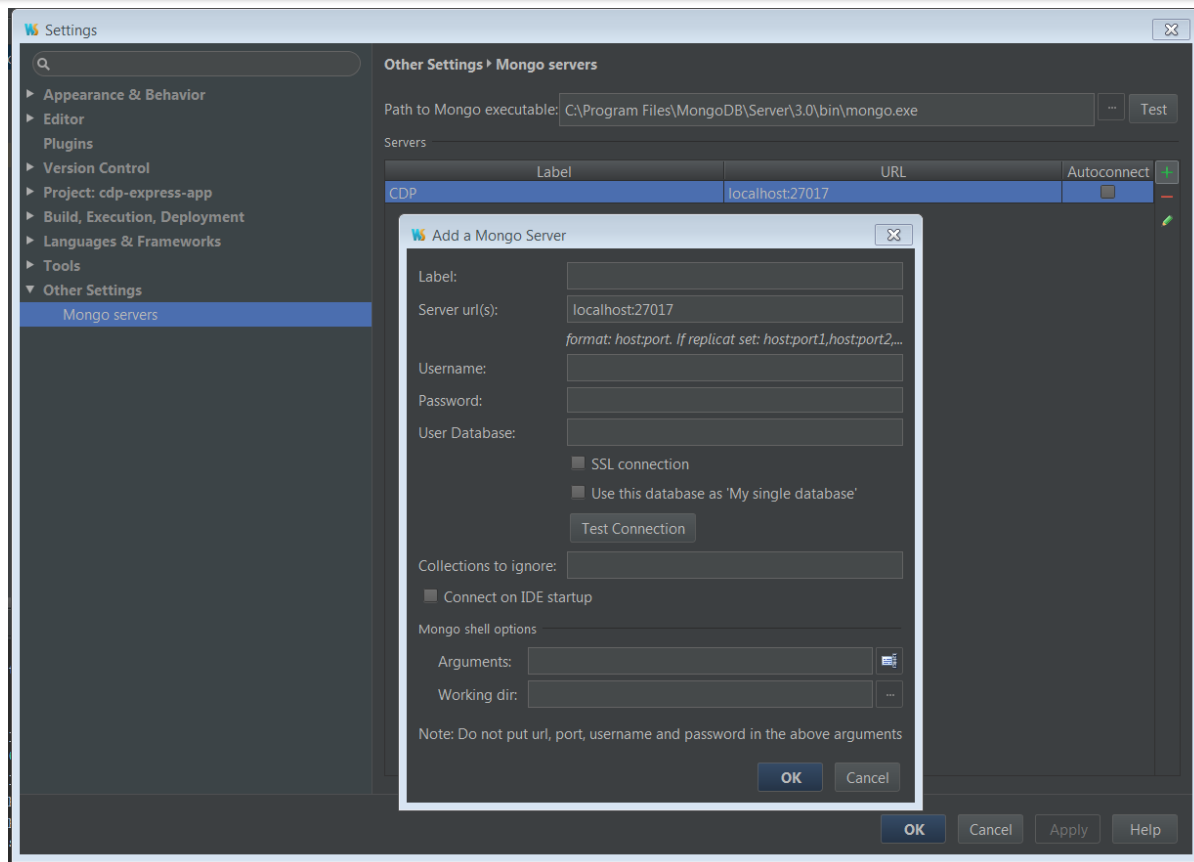 Settings
Other Settings Mongo servers
Appearance & Behavior
Editor
Plugins
Version Control
Project: cdp-express-app
Build, Execution, Deployment
Languages & Frameworks
Tools
Other Settings
Mongo servers
Path to Mongo executable: C:\Program Files\MongoDB\Server\3.0\bin\mongo.exe ... Test
Servers
Label URL Autoconnect
CDP localhost:27017
Add a Mongo Server
Label:
Server url(s): localhost:27017
format: host:port. If replicat set: host:port1,host:port2,...
Username:
Password:
User Database:
SSL connection
Use this database as 'My single database'
Test Connection
Collections to ignore:
Connect on IDE startup
Mongo shell options
Arguments:
Working dir: ...
Note: Do not put url, port, username and password in the above arguments
OK Cancel
OK Cancel Apply Help